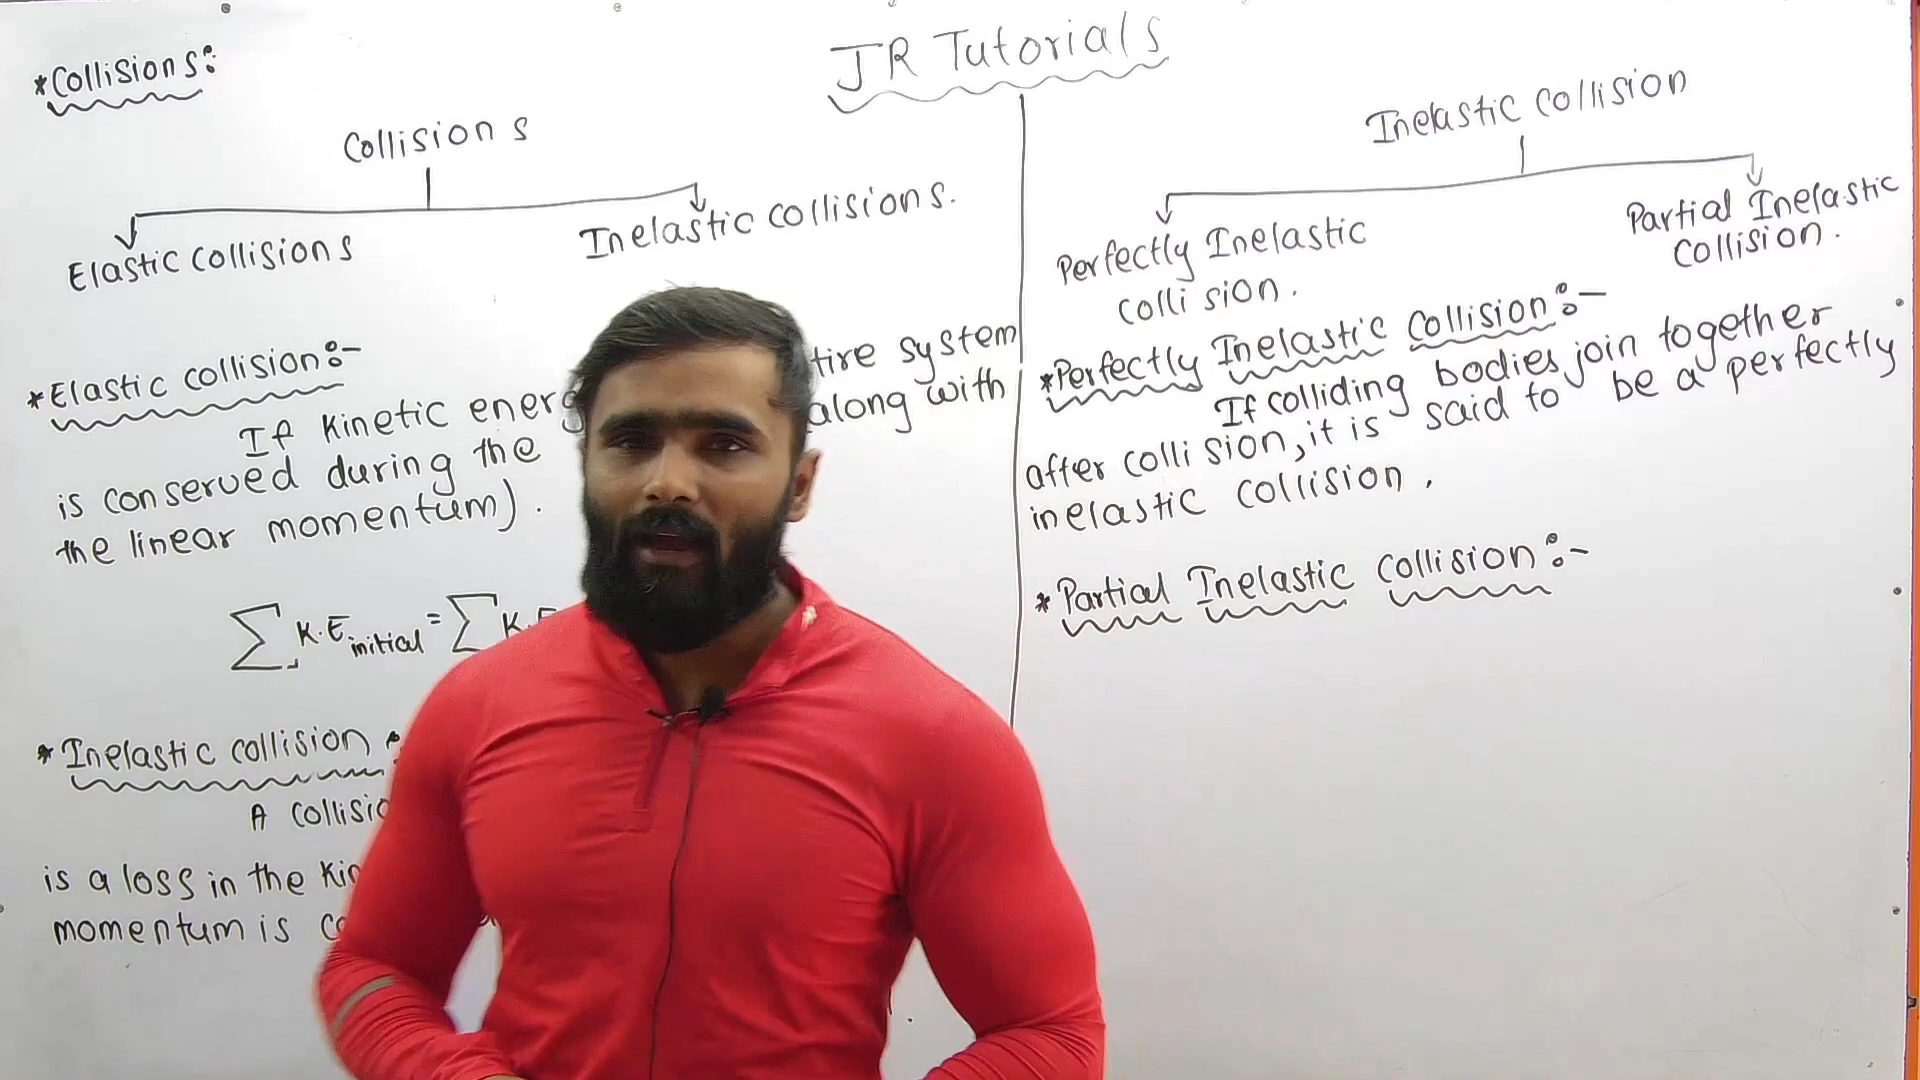 JR Tutorials
*Collisions:
Collisions
Elastic collisions
Inelastic collisions.
*Elastic collision:-
If kinetic tire system
is conserved during the along with
the linear momentum).
∑K.E initial = ∑K.
*Inelastic collision
A
is a loss in the
momentum is
Inelastic collision
Perfectly Inelastic
collision.
Partial Inelastic
collision.
*Perfectly Inelastic collision:-
If colliding bodies join together
after collision, it is said to be a perfectly
inelastic collision.
*Partial Inelastic collision:-